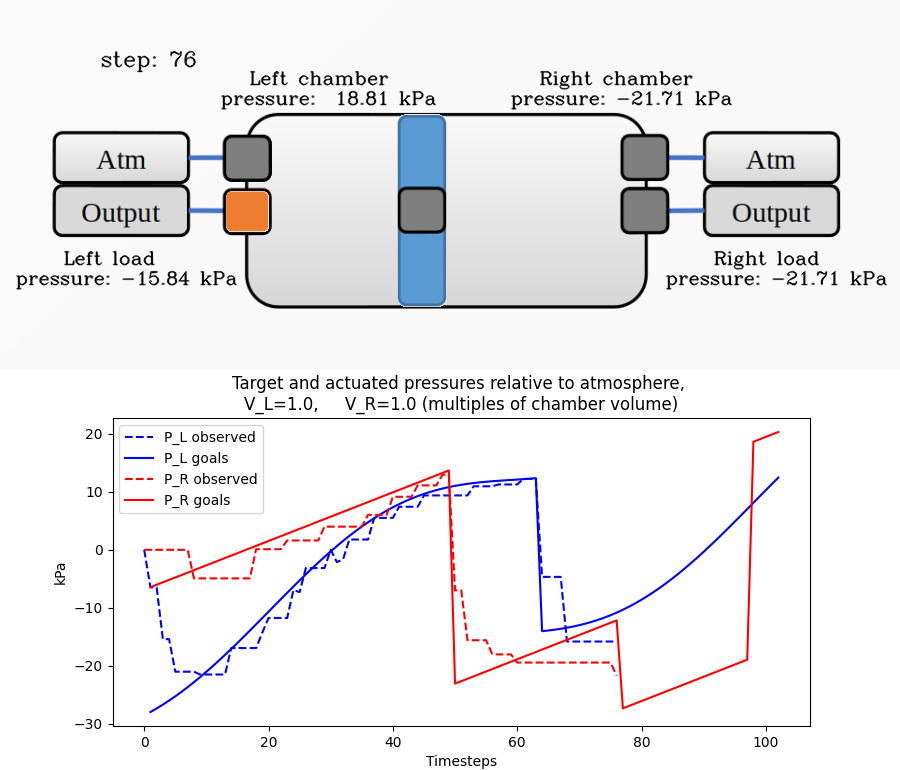 step: 76
Left chamber
pressure:  18.81 kPa
Right chamber
pressure: −21.71 kPa
Atm
Output
Atm
Output
Left load
pressure: −15.84 kPa
Right load
pressure: −21.71 kPa
Target and actuated pressures relative to atmosphere,
V_L=1.0,     V_R=1.0 (multiples of chamber volume)
P_L observed
P_L goals
P_R observed
P_R goals
kPa
20
10
0
−10
−20
−30
0
20
40
60
80
100
Timesteps